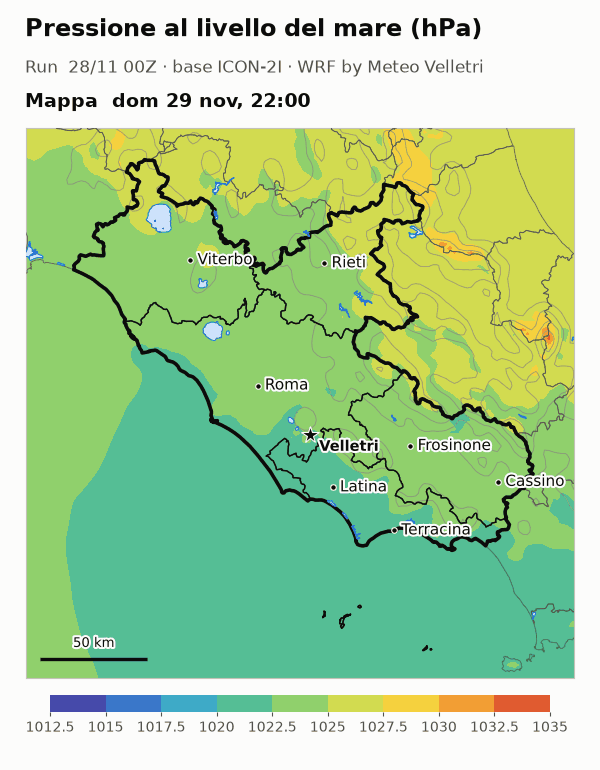 Pressione al livello del mare (hPa)
Run  28/11 00Z · base ICON-2I · WRF by Meteo Velletri
Mappa  dom 29 nov, 22:00
Viterbo
Rieti
Roma
Velletri
Frosinone
Cassino
Latina
Terracina
50 km
1012.5 1015 1017.5 1020 1022.5 1025 1027.5 1030 1032.5 1035